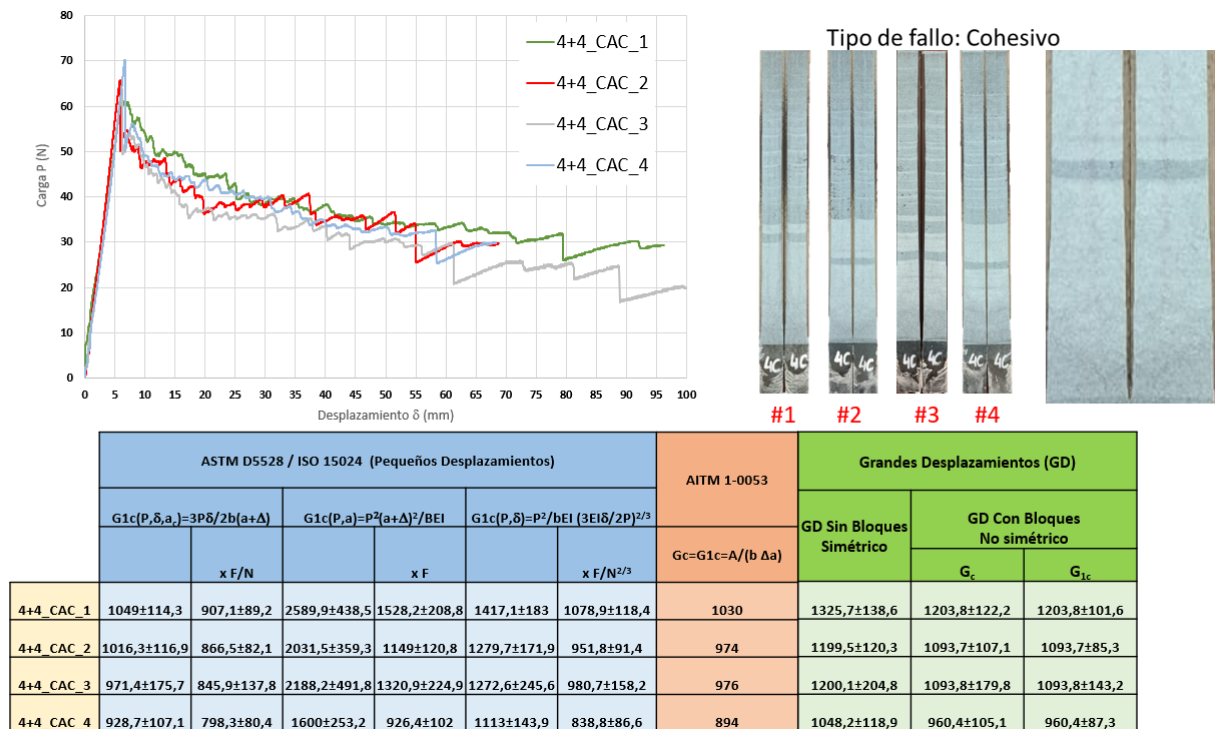 80
70
60
50
40
30
20
10
0
Carga P (N)
0 5 10 15 20 25 30 35 40 45 50 55 60 65 70 75 80 85 90 95 100
Desplazamiento δ (mm)
4+4_CAC_1
4+4_CAC_2
4+4_CAC_3
4+4_CAC_4
Tipo de fallo: Cohesivo
4C 4C 4C 4C 4C 4C 4C 4C
#1 #2 #3 #4
ASTM D5528 / ISO 15024 (Pequeños Desplazamientos)
AITM 1-0053
Grandes Desplazamientos (GD)
G1c(P,δ,a,)=3Pδ/2b(a+Δ) G1c(P,a)=P²(a+Δ)²/BEI G1c(P,δ)=P²/bEI (3EIδ/2P)²/³
GD Sin Bloques
Simétrico
GD Con Bloques
No simétrico
x F/N x F x F/N²/³ Gc=G1c=A/(b Δa) Gc G1c
4+4_CAC_1 1049±114,3 907,1±89,2 2589,9±438,5 1528,2±208,8 1417,1±183 1078,9±118,4 1030 1325,7±138,6 1203,8±122,2 1203,8±101,6
4+4_CAC_2 1016,3±116,9 866,5±82,1 2031,5±359,3 1149±120,8 1279,7±171,9 951,8±91,4 974 1199,5±120,3 1093,7±107,1 1093,7±85,3
4+4_CAC_3 971,4±175,7 845,9±137,8 2188,2±491,8 1320,9±224,9 1272,6±245,6 980,7±158,2 976 1200,1±204,8 1093,8±179,8 1093,8±143,2
4+4_CAC_4 928,7±107,1 798,3±80,4 1600±253,2 926,4±102 1113±143,9 838,8±86,6 894 1048,2±118,9 960,4±105,1 960,4±87,3